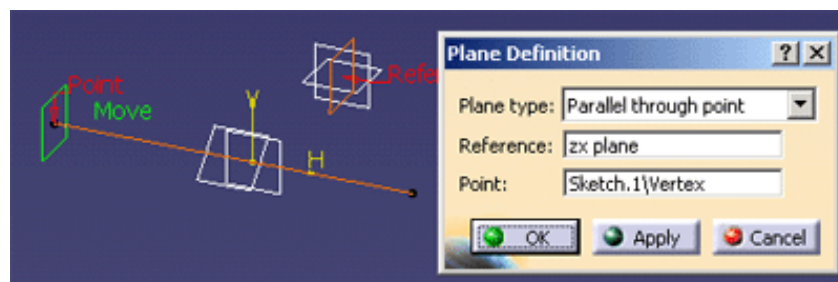 Point
Move
V
H
Refer
Plane Definition
Plane type: Parallel through point
Reference: zx plane
Point: Sketch.1\Vertex
OK Apply Cancel